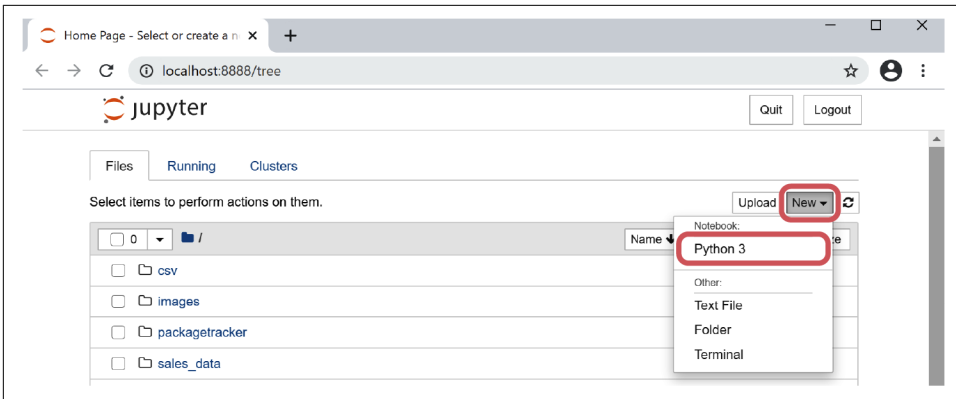 Home Page - Select or create a n
localhost:8888/tree
jupyter
Quit Logout
Files Running Clusters
Select items to perform actions on them.
Upload New
0 /
Name
Notebook:
Python 3
Other:
Text File
Folder
Terminal
csv
images
packagetracker
sales_data